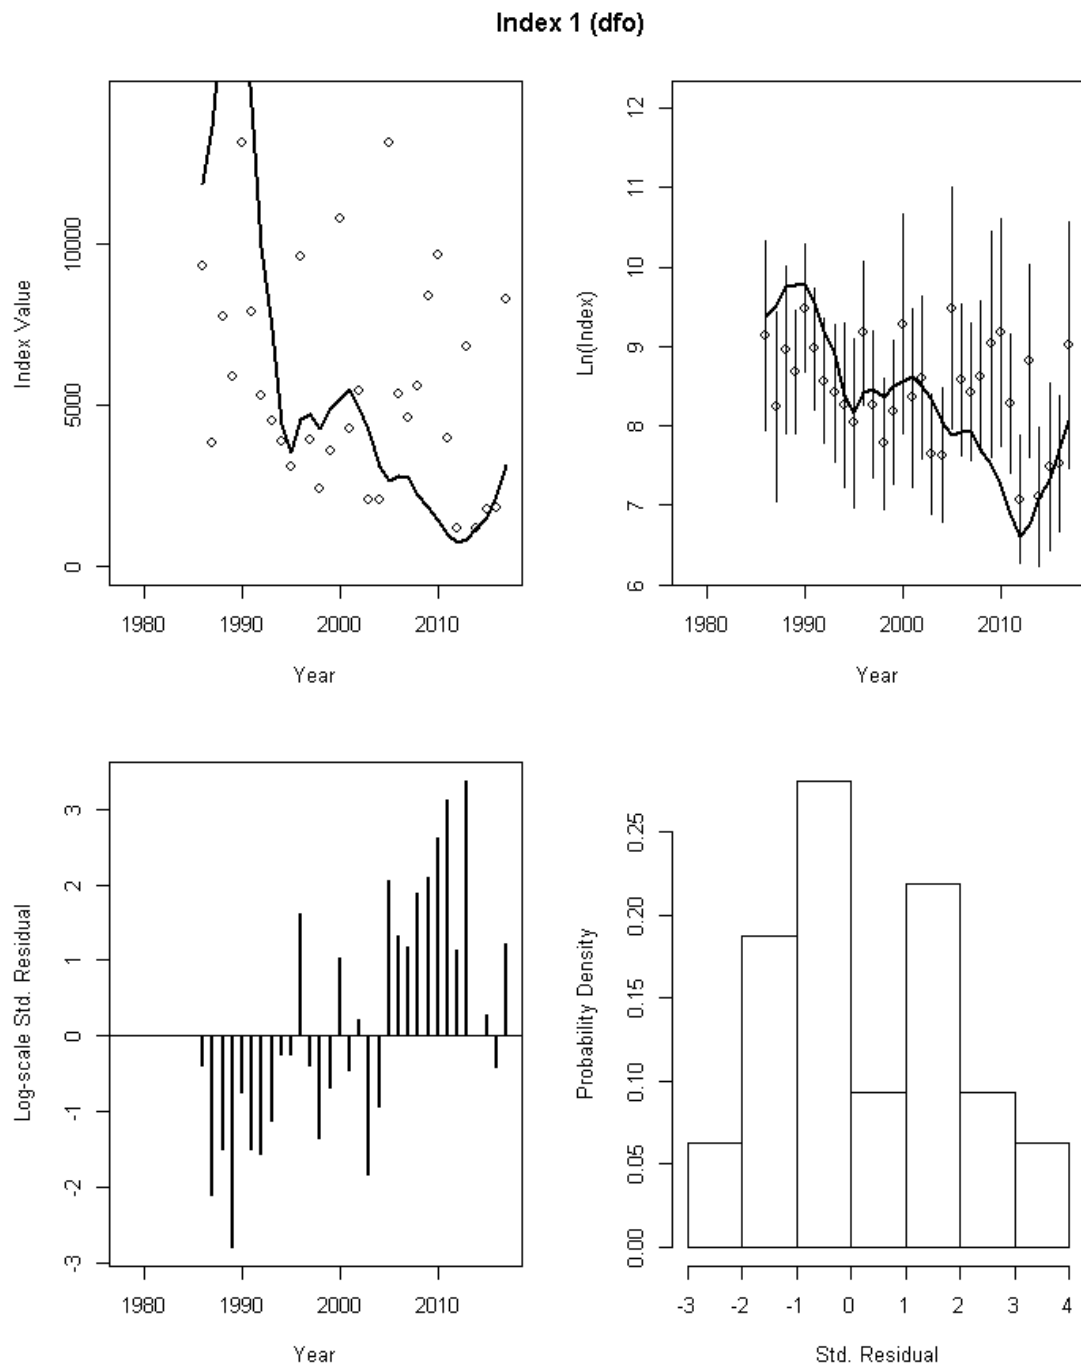 Index 1 (dfo)
Index Value
0
5000
10000
1980 1990 2000 2010
Year
Ln(Index)
6
7
8
9
10
11
12
1980 1990 2000 2010
Year
Log-scale Std. Residual
-3
-2
-1
0
1
2
3
1980 1990 2000 2010
Year
Probability Density
0.00
0.05
0.10
0.15
0.20
0.25
-3 -2 -1 0 1 2 3 4
Std. Residual